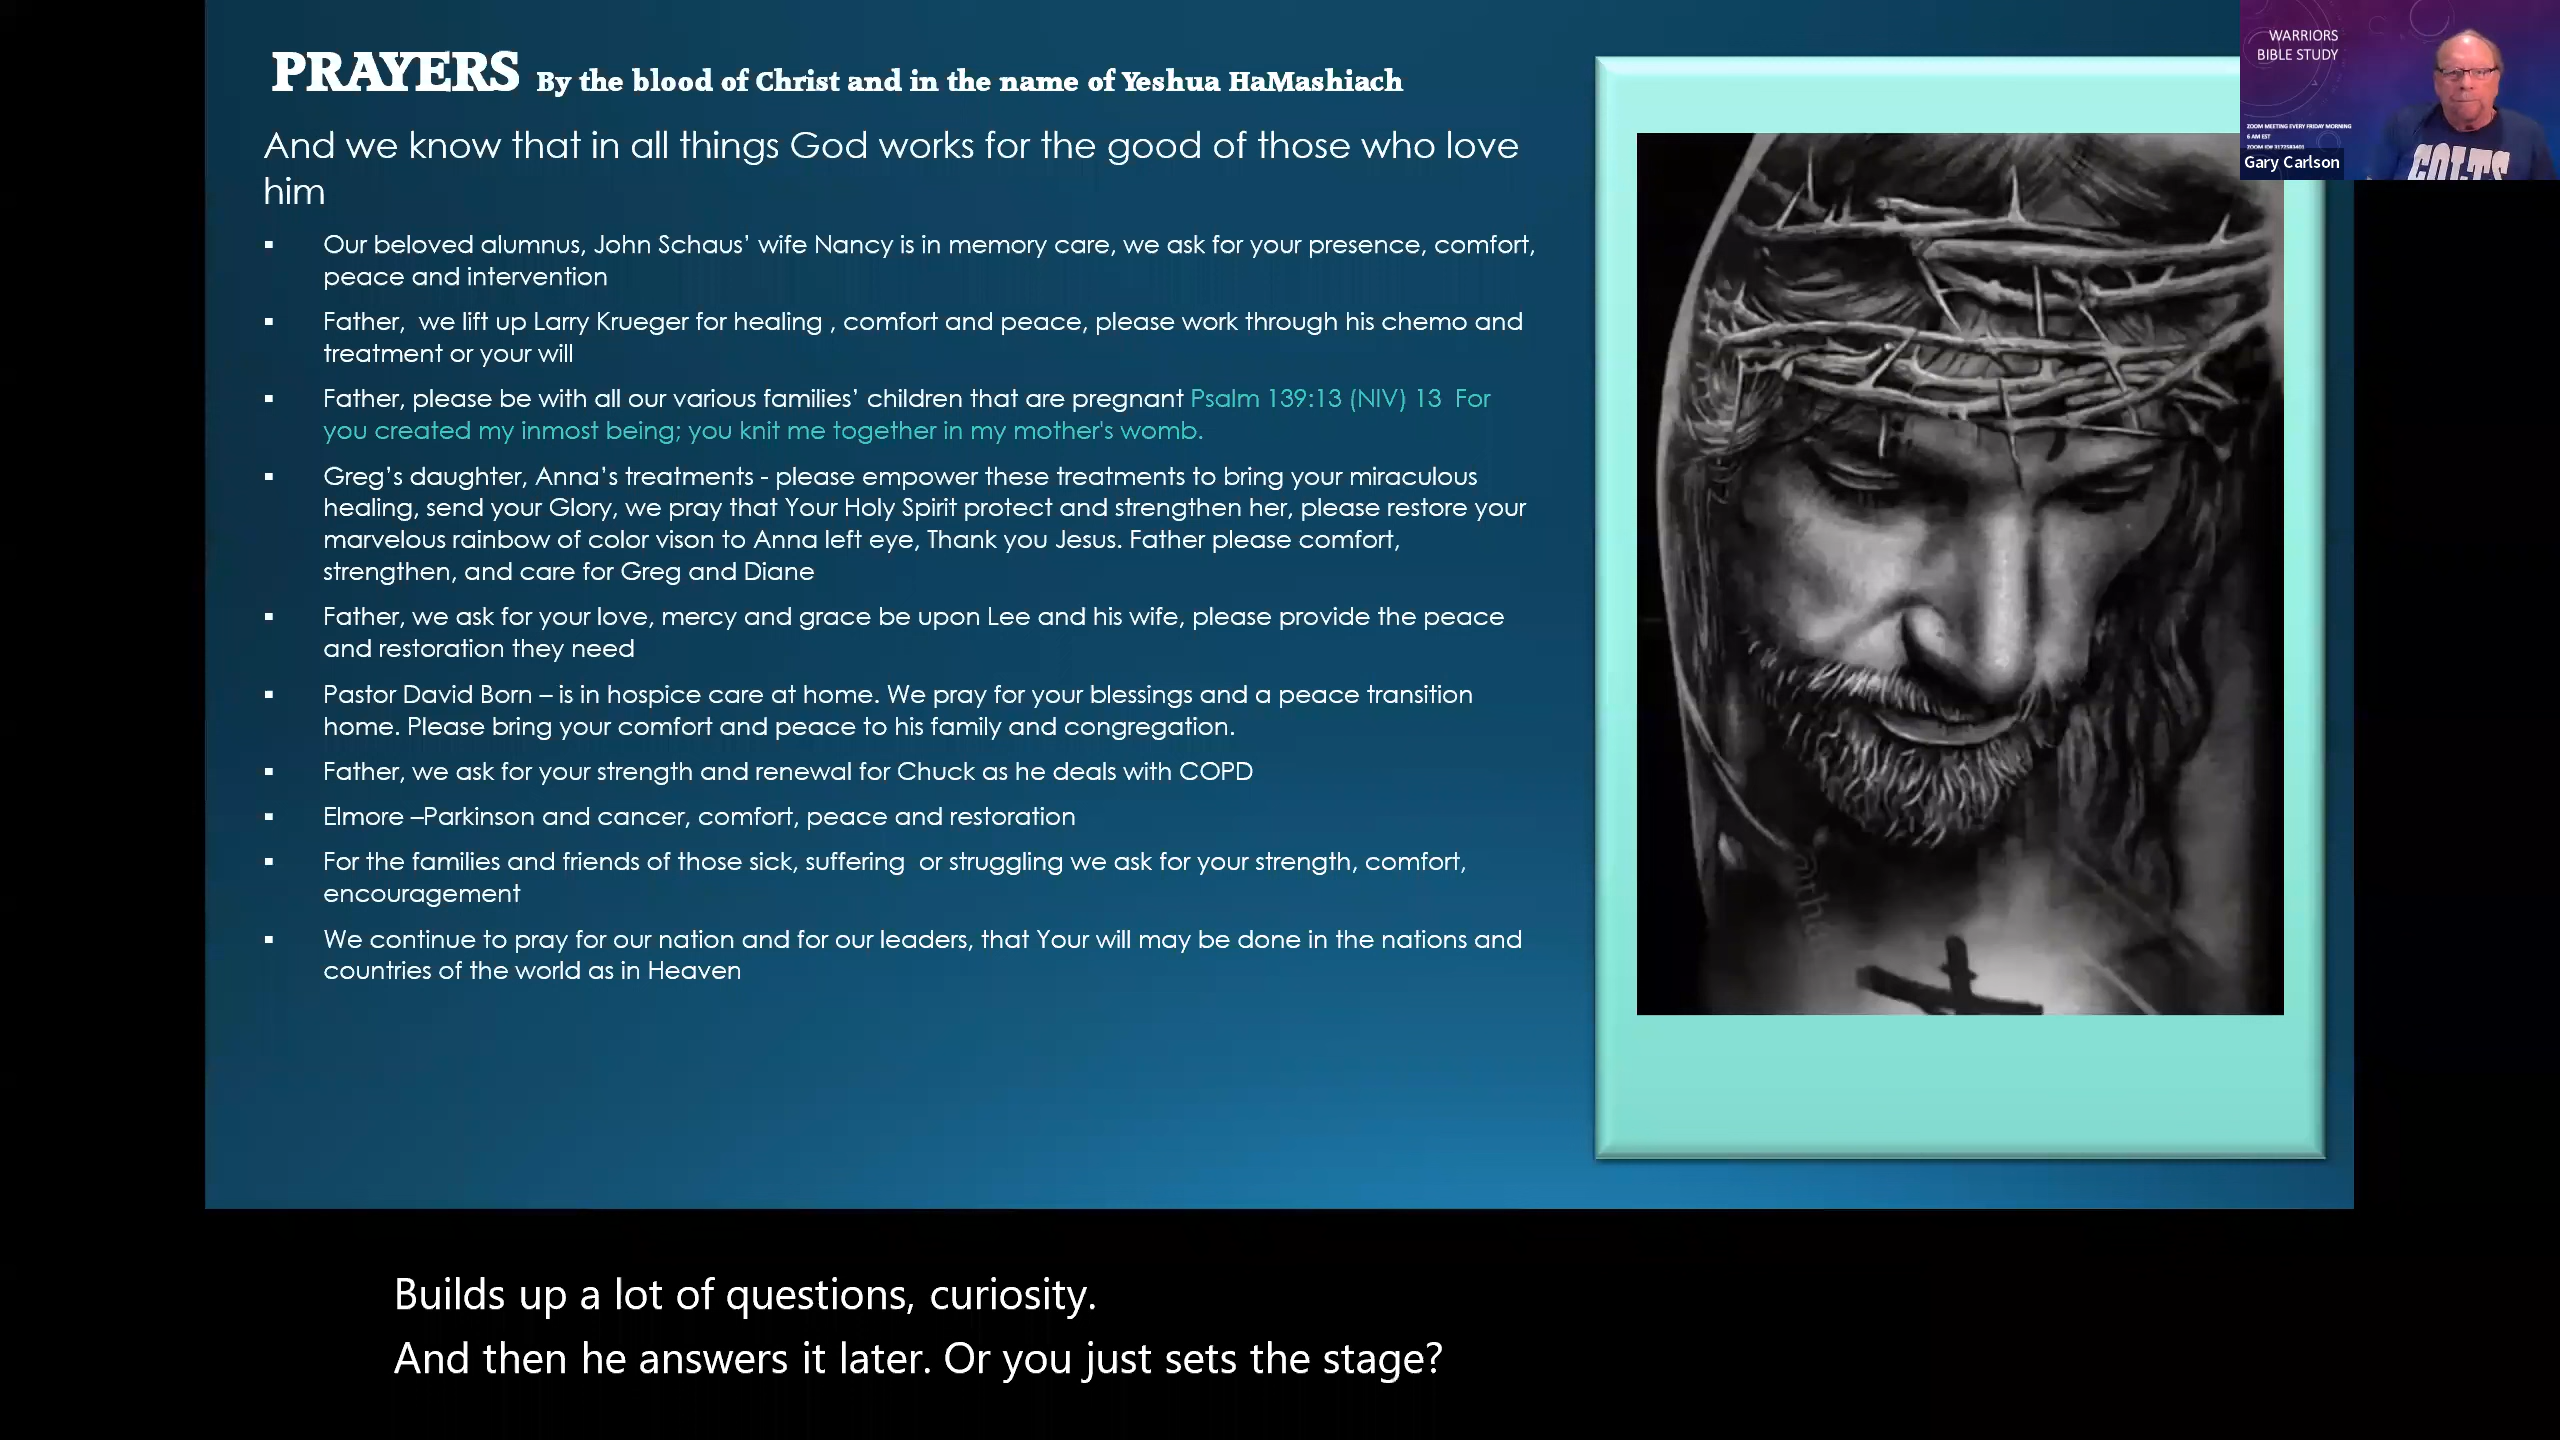 PRAYERS By the blood of Christ and in the name of Yeshua HaMashiach
And we know that in all things God works for the good of those who love
him
▪ Our beloved alumnus, John Schaus’ wife Nancy is in memory care, we ask for your presence, comfort,
peace and intervention
▪ Father,  we lift up Larry Krueger for healing , comfort and peace, please work through his chemo and
treatment or your will
▪ Father, please be with all our various families’ children that are pregnant Psalm 139:13 (NIV) 13  For
you created my inmost being; you knit me together in my mother's womb.
▪ Greg’s daughter, Anna’s treatments - please empower these treatments to bring your miraculous
healing, send your Glory, we pray that Your Holy Spirit protect and strengthen her, please restore your
marvelous rainbow of color vison to Anna left eye, Thank you Jesus. Father please comfort,
strengthen, and care for Greg and Diane
▪ Father, we ask for your love, mercy and grace be upon Lee and his wife, please provide the peace
and restoration they need
▪ Pastor David Born – is in hospice care at home. We pray for your blessings and a peace transition
home. Please bring your comfort and peace to his family and congregation.
▪ Father, we ask for your strength and renewal for Chuck as he deals with COPD
▪ Elmore –Parkinson and cancer, comfort, peace and restoration
▪ For the families and friends of those sick, suffering  or struggling we ask for your strength, comfort,
encouragement
▪ We continue to pray for our nation and for our leaders, that Your will may be done in the nations and
countries of the world as in Heaven
WARRIORS
BIBLE STUDY
ZOOM MEETING EVERY FRIDAY MORNING
6 AM EST
ZOOM ID# 3172583401
Gary Carlson
COLTS
Builds up a lot of questions, curiosity.
And then he answers it later. Or you just sets the stage?